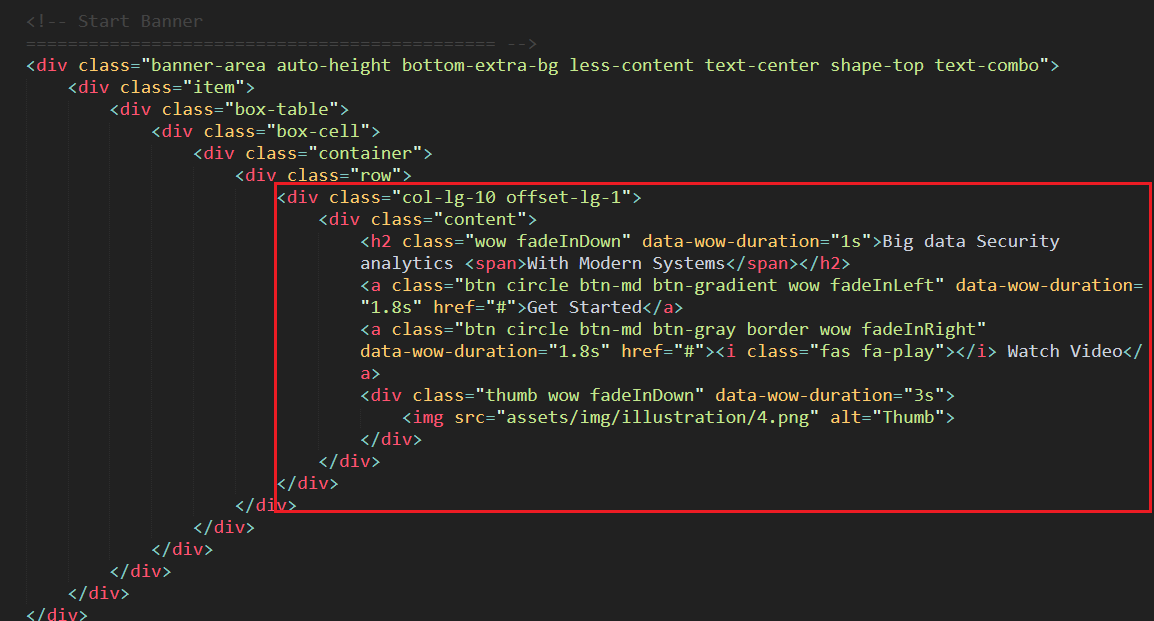 <!-- Start Banner
============================================= -->
<div class="banner-area auto-height bottom-extra-bg less-content text-center shape-top text-combo">
<div class="item">
<div class="box-table">
<div class="box-cell">
<div class="container">
<div class="row">
<div class="col-lg-10 offset-lg-1">
<div class="content">
<h2 class="wow fadeInDown" data-wow-duration="1s">Big data Security
analytics <span>With Modern Systems</span></h2>
<a class="btn circle btn-md btn-gradient wow fadeInLeft" data-wow-duration=
"1.8s" href="#">Get Started</a>
<a class="btn circle btn-md btn-gray border wow fadeInRight"
data-wow-duration="1.8s" href="#"><i class="fas fa-play"></i> Watch Video</
a>
<div class="thumb wow fadeInDown" data-wow-duration="3s">
<img src="assets/img/illustration/4.png" alt="Thumb">
</div>
</div>
</div>
</div>
</div>
</div>
</div>
</div>
</div>